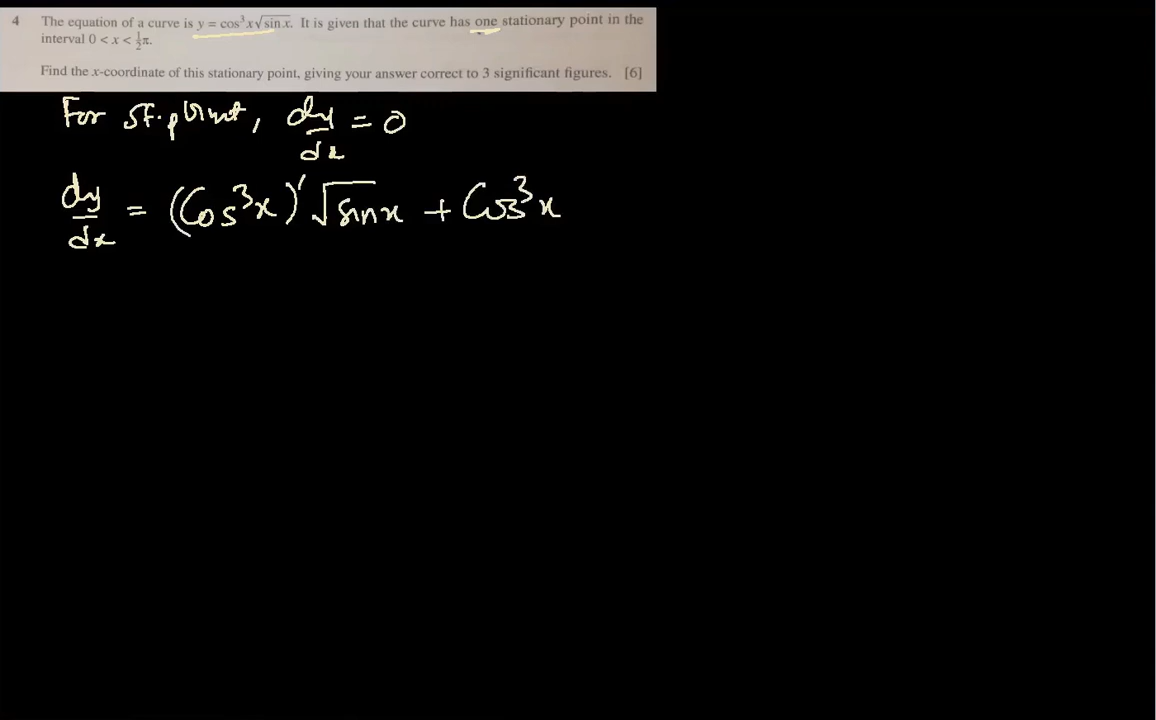 4 The equation of a curve is y = cos³x√sin x. It is given that the curve has one stationary point in the
interval 0 < x < ½π.
Find the x-coordinate of this stationary point, giving your answer correct to 3 significant figures. [6]
For st. point, dy/dx = 0
dy/dx = (Cos³x)′ √sinx + Cos³x